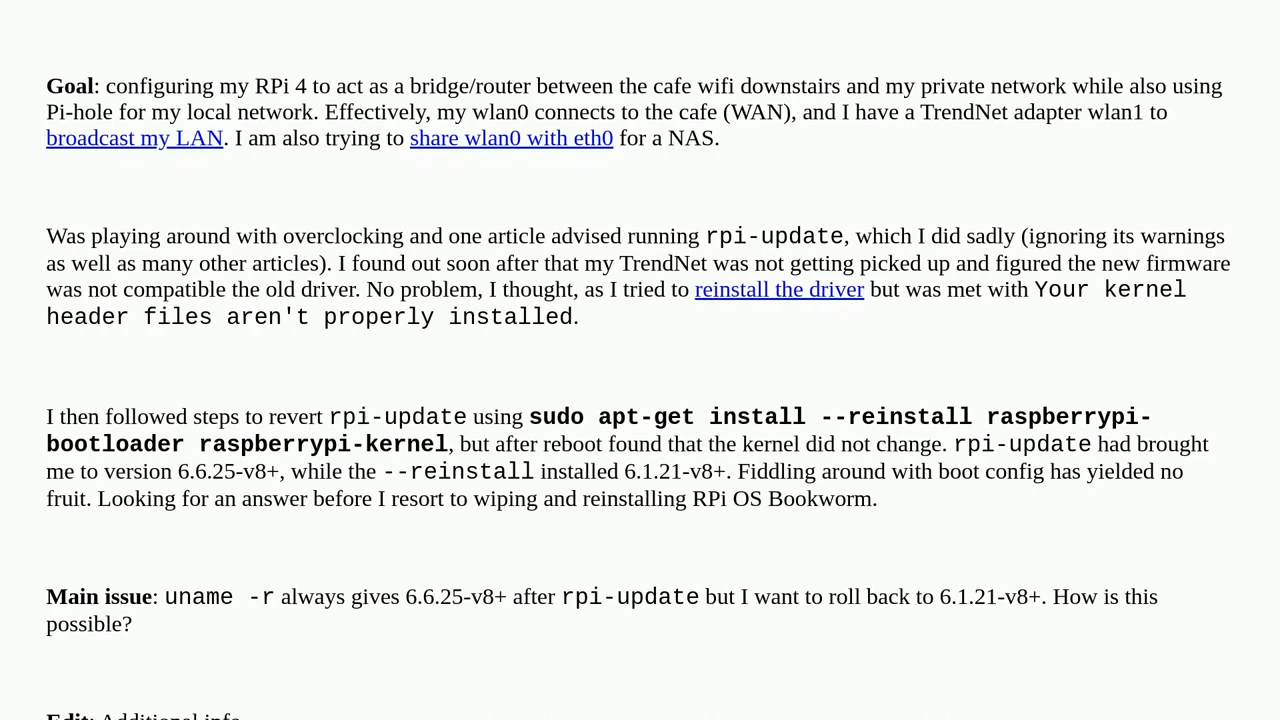 Goal: configuring my RPi 4 to act as a bridge/router between the cafe wifi downstairs and my private network while also using
Pi-hole for my local network. Effectively, my wlan0 connects to the cafe (WAN), and I have a TrendNet adapter wlan1 to
broadcast my LAN. I am also trying to share wlan0 with eth0 for a NAS.
Was playing around with overclocking and one article advised running rpi-update, which I did sadly (ignoring its warnings
as well as many other articles). I found out soon after that my TrendNet was not getting picked up and figured the new firmware
was not compatible the old driver. No problem, I thought, as I tried to reinstall the driver but was met with Your kernel
header files aren't properly installed.
I then followed steps to revert rpi-update using sudo apt-get install --reinstall raspberrypi-
bootloader raspberrypi-kernel, but after reboot found that the kernel did not change. rpi-update had brought
me to version 6.6.25-v8+, while the --reinstall installed 6.1.21-v8+. Fiddling around with boot config has yielded no
fruit. Looking for an answer before I resort to wiping and reinstalling RPi OS Bookworm.
Main issue: uname -r always gives 6.6.25-v8+ after rpi-update but I want to roll back to 6.1.21-v8+. How is this
possible?
Edit: Additional info